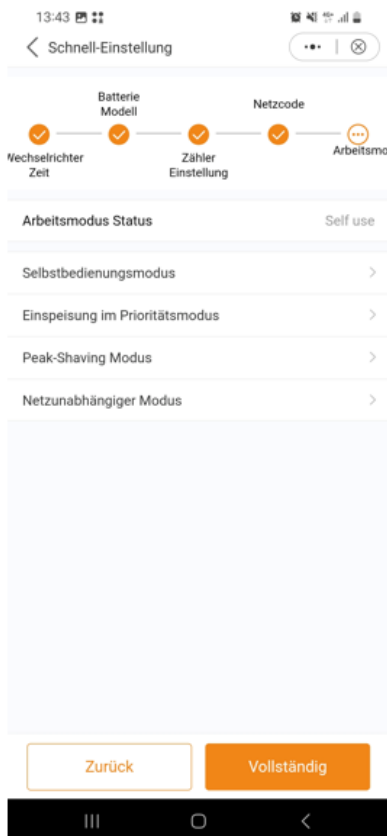 13:43
Schnell-Einstellung
Batterie
Modell
Netzcode
Wechselrichter
Zeit
Zähler
Einstellung
Arbeitsmo
Arbeitsmodus Status
Self use
Selbstbedienungsmodus
Einspeisung im Prioritätsmodus
Peak-Shaving Modus
Netzunabhängiger Modus
Zurück
Vollständig